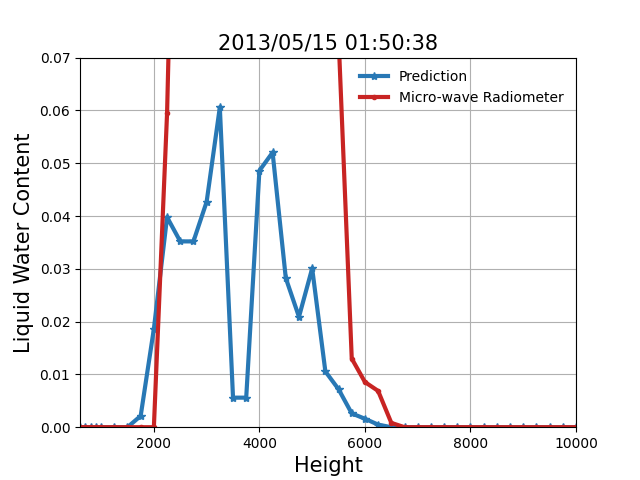 2013/05/15 01:50:38
0.07
0.06
0.05
0.04
0.03
0.02
0.01
0.00
Liquid Water Content
Prediction
Micro-wave Radiometer
2000 4000 6000 8000 10000
Height